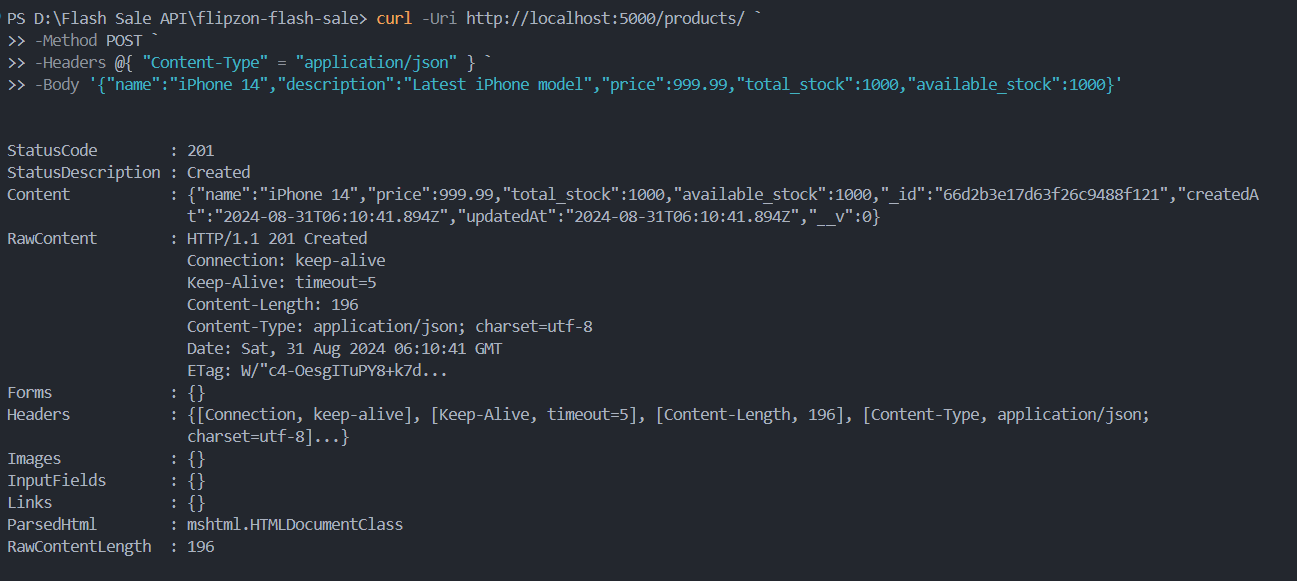 PS D:\Flash Sale API\flipzon-flash-sale> curl -Uri http://localhost:5000/products/ `
>> -Method POST `
>> -Headers @{ "Content-Type" = "application/json" } `
>> -Body '{"name":"iPhone 14","description":"Latest iPhone model","price":999.99,"total_stock":1000,"available_stock":1000}'
StatusCode        : 201
StatusDescription : Created
Content           : {"name":"iPhone 14","price":999.99,"total_stock":1000,"available_stock":1000,"_id":"66d2b3e17d63f26c9488f121","createdA
                    t":"2024-08-31T06:10:41.894Z","updatedAt":"2024-08-31T06:10:41.894Z","__v":0}
RawContent        : HTTP/1.1 201 Created
                    Connection: keep-alive
                    Keep-Alive: timeout=5
                    Content-Length: 196
                    Content-Type: application/json; charset=utf-8
                    Date: Sat, 31 Aug 2024 06:10:41 GMT
                    ETag: W/"c4-OesgITuPY8+k7d...
Forms             : {}
Headers           : {[Connection, keep-alive], [Keep-Alive, timeout=5], [Content-Length, 196], [Content-Type, application/json;
                    charset=utf-8]...}
Images            : {}
InputFields       : {}
Links             : {}
ParsedHtml        : mshtml.HTMLDocumentClass
RawContentLength  : 196